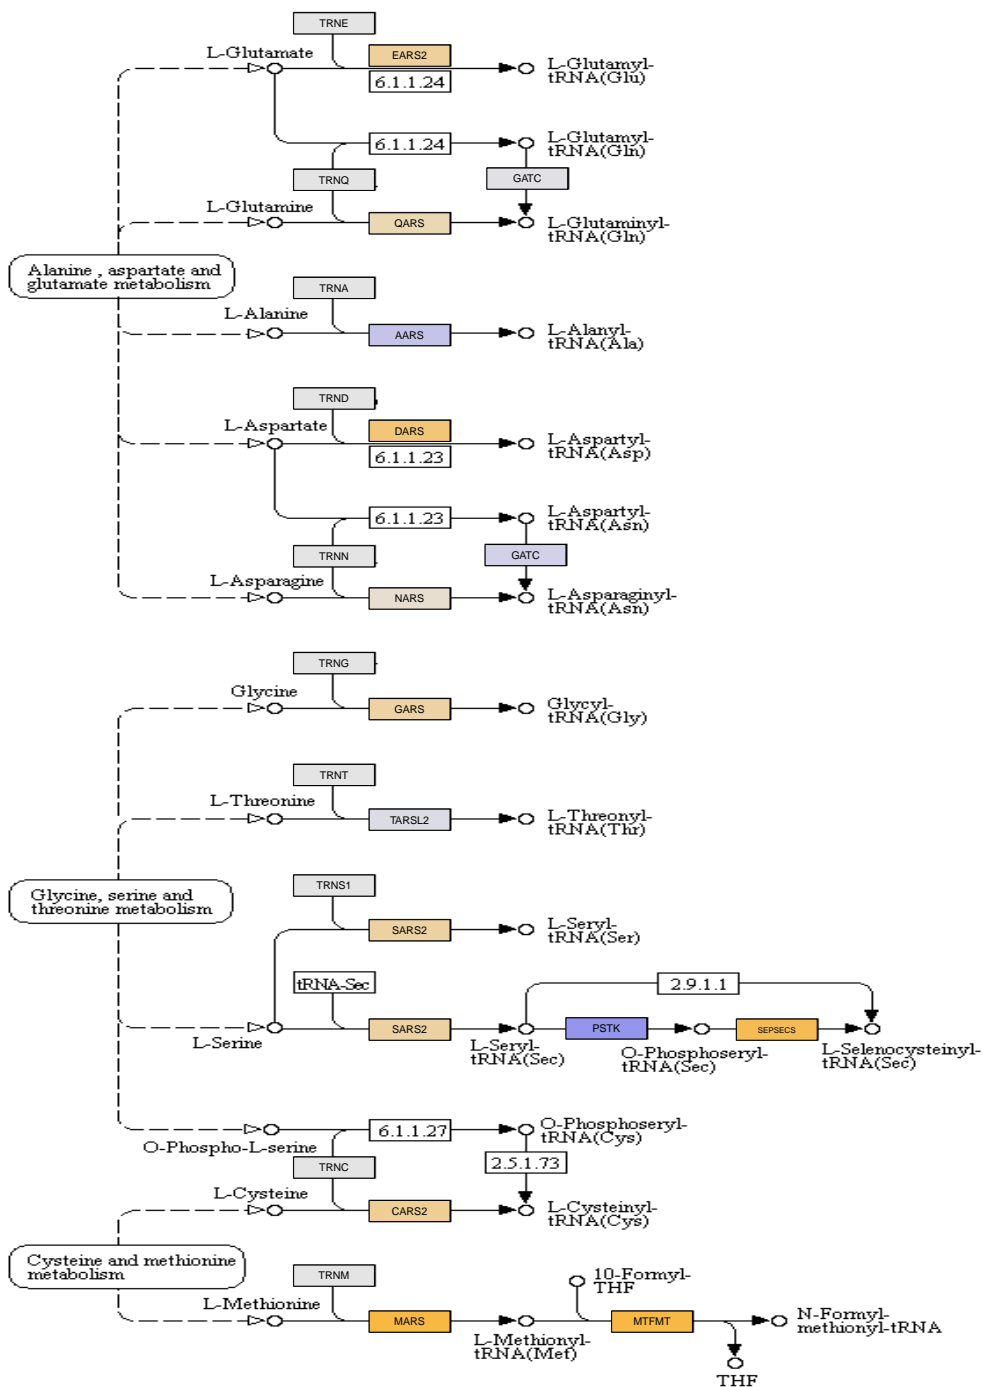 TRNE
L-Glutamate
EARS2
6.1.1.24
L-Glutamyl-
tRNA(Glu)
6.1.1.24
L-Glutamyl-
tRNA(Gln)
TRNQ
GATC
L-Glutamine
QARS
L-Glutaminyl-
tRNA(Gln)
Alanine , aspartate and
glutamate metabolism
TRNA
L-Alanine
AARS
L-Alanyl-
tRNA(Ala)
TRND
L-Aspartate
DARS
6.1.1.23
L-Aspartyl-
tRNA(Asp)
6.1.1.23
L-Aspartyl-
tRNA(Asn)
TRNN
GATC
L-Asparagine
NARS
L-Asparaginyl-
tRNA(Asn)
TRNG
Glycine
GARS
Glycyl-
tRNA(Gly)
TRNT
L-Threonine
TARSL2
L-Threonyl-
tRNA(Thr)
Glycine, serine and
threonine metabolism
TRNS1
SARS2
L-Seryl-
tRNA(Ser)
tRNA-Sec
2.9.1.1
L-Serine
SARS2
L-Seryl-
tRNA(Sec)
PSTK
O-Phosphoseryl-
tRNA(Sec)
SEPSECS
L-Selenocysteinyl-
tRNA(Sec)
O-Phospho-L-serine
6.1.1.27
O-Phosphoseryl-
tRNA(Cys)
TRNC
2.5.1.73
L-Cysteine
CARS2
L-Cysteinyl-
tRNA(Cys)
Cysteine and methionine
metabolism
TRNM
L-Methionine
MARS
L-Methionyl-
tRNA(Met)
10-Formyl-
THF
MTFMT
N-Formyl-
methionyl-tRNA
THF